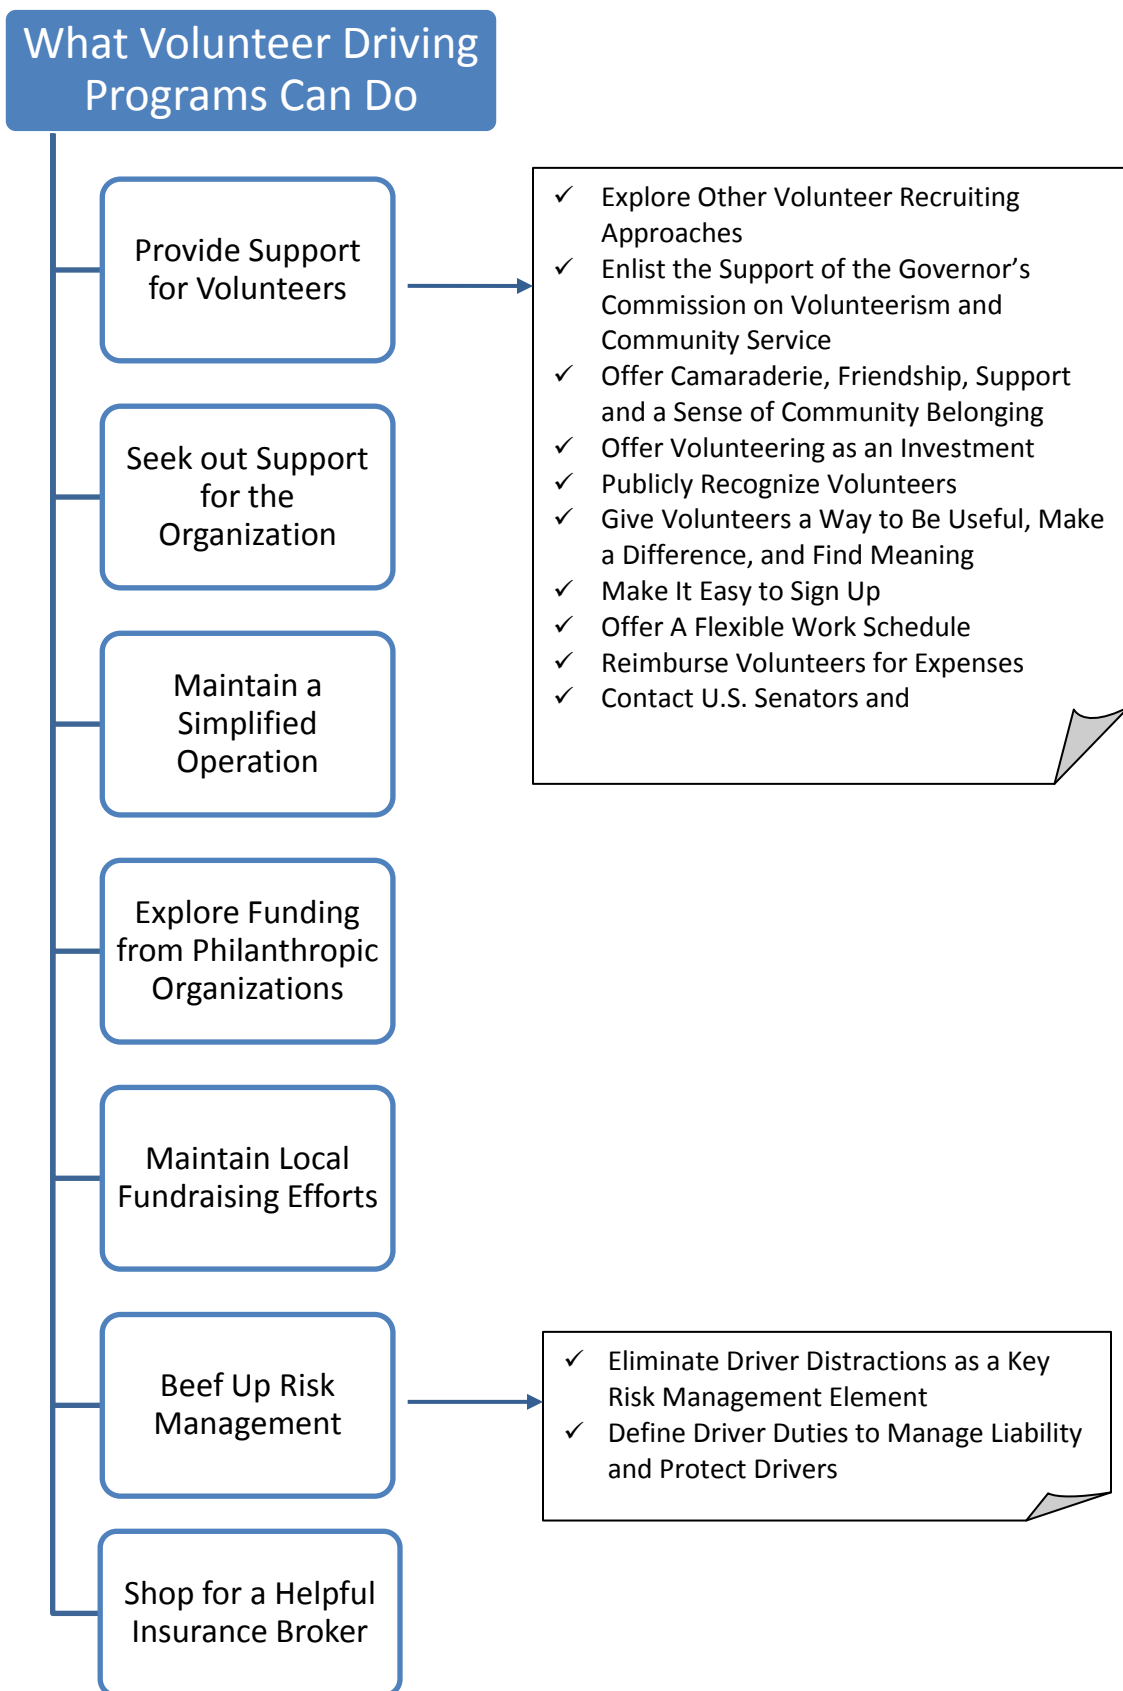 What Volunteer Driving
Programs Can Do
Provide Support
for Volunteers
✓ Explore Other Volunteer Recruiting
Approaches
✓ Enlist the Support of the Governor’s
Commission on Volunteerism and
Community Service
✓ Offer Camaraderie, Friendship, Support
and a Sense of Community Belonging
✓ Offer Volunteering as an Investment
✓ Publicly Recognize Volunteers
✓ Give Volunteers a Way to Be Useful, Make
a Difference, and Find Meaning
✓ Make It Easy to Sign Up
✓ Offer A Flexible Work Schedule
✓ Reimburse Volunteers for Expenses
✓ Contact U.S. Senators and
Seek out Support
for the
Organization
Maintain a
Simplified
Operation
Explore Funding
from Philanthropic
Organizations
Maintain Local
Fundraising Efforts
Beef Up Risk
Management
✓ Eliminate Driver Distractions as a Key
Risk Management Element
✓ Define Driver Duties to Manage Liability
and Protect Drivers
Shop for a Helpful
Insurance Broker